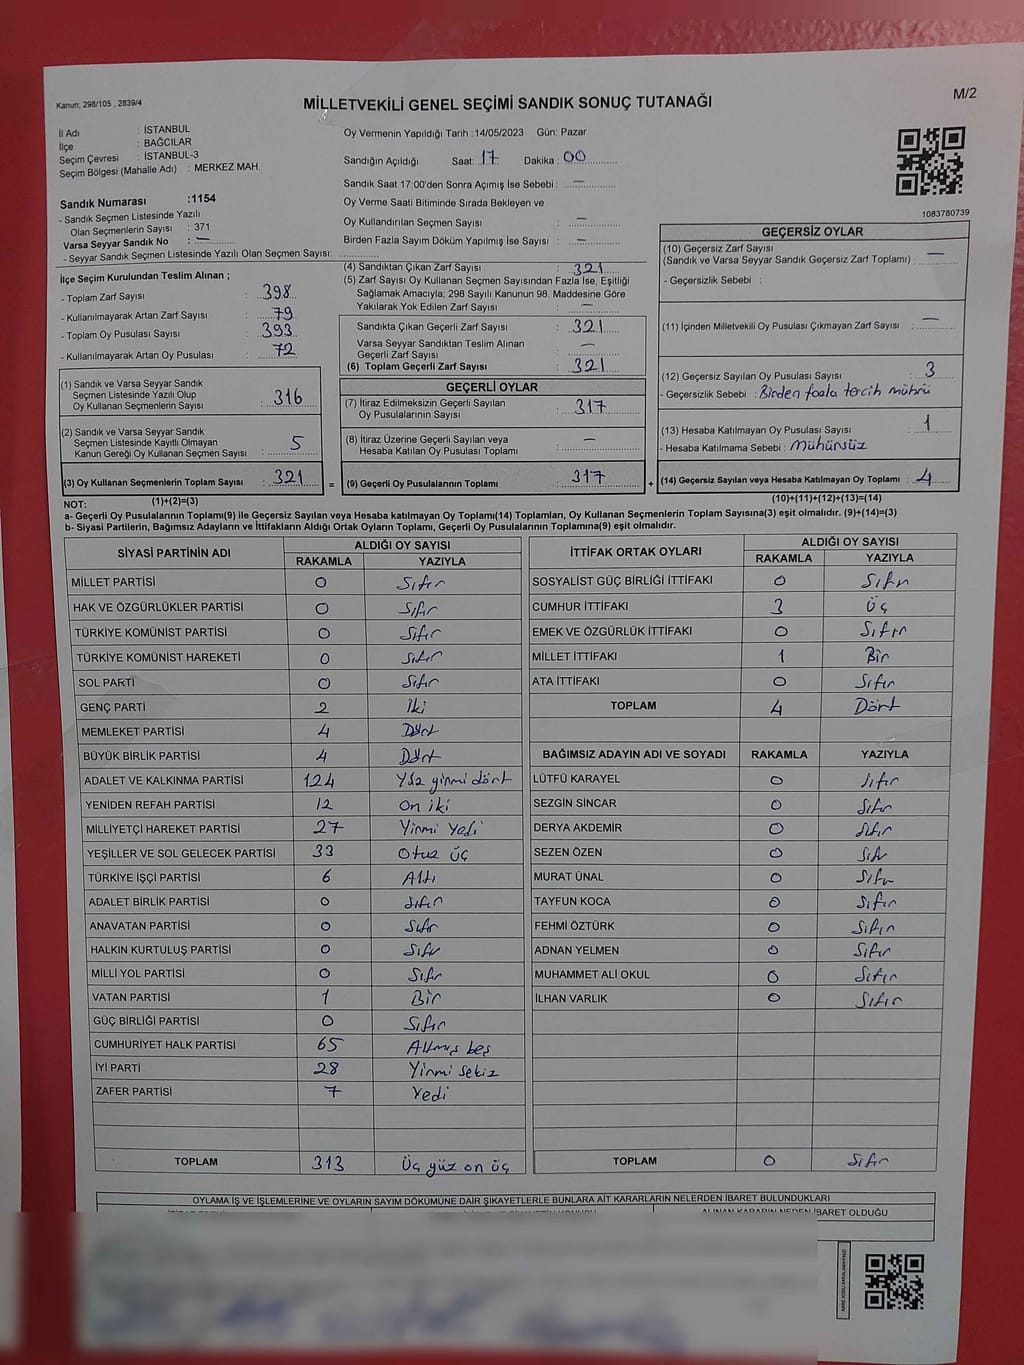 Kanun; 298/105 , 2839/4
MİLLETVEKİLİ GENEL SEÇİMİ SANDIK SONUÇ TUTANAĞI
M/2
İl Adı : İSTANBUL
İlçe : BAĞCILAR
Seçim Çevresi : İSTANBUL-3
Seçim Bölgesi (Mahalle Adı) : MERKEZ MAH.
Oy Vermenin Yapıldığı Tarih :14/05/2023 Gün: Pazar
Sandığın Açıldığı Saat: 17 Dakika : 00
Sandık Saat 17:00'den Sonra Açımış İse Sebebi : —
Oy Verme Saati Bitiminde Sırada Bekleyen ve
Oy Kullandırılan Seçmen Sayısı : —
Birden Fazla Sayım Döküm Yapılmış İse Sayısı : —
1083780739
Sandık Numarası :1154
- Sandık Seçmen Listesinde Yazılı
Olan Seçmenlerin Sayısı : 371
Varsa Seyyar Sandık No : —
- Seyyar Sandık Seçmen Listesinde Yazılı Olan Seçmen Sayısı:
İlçe Seçim Kurulundan Teslim Alınan ;
- Toplam Zarf Sayısı : 398
- Kullanılmayarak Artan Zarf Sayısı : 79
- Toplam Oy Pusulası Sayısı : 393
- Kullanılmayarak Artan Oy Pusulası : 72
(1) Sandık ve Varsa Seyyar Sandık
Seçmen Listesinde Yazılı Olup
Oy Kullanan Seçmenlerin Sayısı : 316
(2) Sandık ve Varsa Seyyar Sandık
Seçmen Listesinde Kayıtlı Olmayan
Kanun Gereği Oy Kullanan Seçmen Sayısı : 5
(3) Oy Kullanan Seçmenlerin Toplam Sayısı : 321
(4) Sandıktan Çıkan Zarf Sayısı : 321
(5) Zarf Sayısı Oy Kullanan Seçmen Sayısından Fazla İse, Eşitliği
Sağlamak Amacıyla; 298 Sayılı Kanunun 98. Maddesine Göre
Yakılarak Yok Edilen Zarf Sayısı : —
Sandıkta Çıkan Geçerli Zarf Sayısı : 321
Varsa Seyyar Sandıktan Teslim Alınan
Geçerli Zarf Sayısı : —
(6) Toplam Geçerli Zarf Sayısı : 321
GEÇERLİ OYLAR
(7) İtiraz Edilmeksizin Geçerli Sayılan
Oy Pusulalarının Sayısı : 317
(8) İtiraz Üzerine Geçerli Sayılan veya
Hesaba Katılan Oy Pusulası Toplamı : —
= (9) Geçerli Oy Pusulalarının Toplamı : 317
GEÇERSİZ OYLAR
(10) Geçersiz Zarf Sayısı
(Sandık ve Varsa Seyyar Sandık Geçersiz Zarf Toplamı) : —
- Geçersizlik Sebebi :
(11) İçinden Milletvekili Oy Pusulası Çıkmayan Zarf Sayısı : —
(12) Geçersiz Sayılan Oy Pusulası Sayısı : 3
- Geçersizlik Sebebi : Birden fazla tercih mührü
(13) Hesaba Katılmayan Oy Pusulası Sayısı : 1
- Hesaba Katılmama Sebebi : Mühürsüz
+ (14) Geçersiz Sayılan veya Hesaba Katılmayan Oy Toplamı : 4
NOT: (1)+(2)=(3) (10)+(11)+(12)+(13)=(14)
a- Geçerli Oy Pusulasının Toplamı(9) ile Geçersiz Sayılan veya Hesaba katılmayan Oy Toplamı(14) Toplamları, Oy Kullanan Seçmenlerin Toplam Sayısına(3) eşit olmalıdır. (9)+(14)=(3)
b- Siyasi Partilerin, Bağımsız Adayların ve İttifakların Aldığı Ortak Oyların Toplamı, Geçerli Oy Pusulalarının Toplamına(9) eşit olmalıdır.
SİYASİ PARTİNİN ADI ALDIĞI OY SAYISI
RAKAMLA YAZIYLA
MİLLET PARTİSİ 0 Sıfır
HAK VE ÖZGÜRLÜKLER PARTİSİ 0 Sıfır
TÜRKİYE KOMÜNİST PARTİSİ 0 Sıfır
TÜRKİYE KOMÜNİST HAREKETİ 0 Sıfır
SOL PARTİ 0 Sıfır
GENÇ PARTİ 2 İki
MEMLEKET PARTİSİ 4 Dört
BÜYÜK BİRLİK PARTİSİ 4 Dört
ADALET VE KALKINMA PARTİSİ 124 Yüz yirmi dört
YENİDEN REFAH PARTİSİ 12 On iki
MİLLİYETÇİ HAREKET PARTİSİ 27 Yirmi Yedi
YEŞİLLER VE SOL GELECEK PARTİSİ 33 Otuz üç
TÜRKİYE İŞÇİ PARTİSİ 6 Altı
ADALET BİRLİK PARTİSİ 0 Sıfır
ANAVATAN PARTİSİ 0 Sıfır
HALKIN KURTULUŞ PARTİSİ 0 Sıfır
MİLLİ YOL PARTİSİ 0 Sıfır
VATAN PARTİSİ 1 Bir
GÜÇ BİRLİĞİ PARTİSİ 0 Sıfır
CUMHURİYET HALK PARTİSİ 65 Altmış beş
İYİ PARTİ 28 Yirmi sekiz
ZAFER PARTİSİ 7 Yedi
TOPLAM 313 Üç yüz on üç
İTTİFAK ORTAK OYLARI ALDIĞI OY SAYISI
RAKAMLA YAZIYLA
SOSYALİST GÜÇ BİRLİĞİ İTTİFAKI 0 Sıfır
CUMHUR İTTİFAKI 3 Üç
EMEK VE ÖZGÜRLÜK İTTİFAKI 0 Sıfır
MİLLET İTTİFAKI 1 Bir
ATA İTTİFAKI 0 Sıfır
TOPLAM 4 Dört
BAĞIMSIZ ADAYIN ADI VE SOYADI RAKAMLA YAZIYLA
LÜTFÜ KARAYEL 0 Sıfır
SEZGİN SİNCAR 0 Sıfır
DERYA AKDEMİR 0 Sıfır
SEZEN ÖZEN 0 Sıfır
MURAT ÜNAL 0 Sıfır
TAYFUN KOCA 0 Sıfır
FEHMİ ÖZTÜRK 0 Sıfır
ADNAN YELMEN 0 Sıfır
MUHAMMET ALİ OKUL 0 Sıfır
İLHAN VARLIK 0 Sıfır
TOPLAM 0 Sıfır
OYLAMA İŞ VE İŞLEMLERİNE VE OYLARIN SAYIM DÖKÜMÜNE DAİR ŞİKAYETLERLE BUNLARA AİT KARARLARIN NELERDEN İBARET BULUNDUKLARI
ALINAN KARARIN NEDEN İBARET OLDUĞU